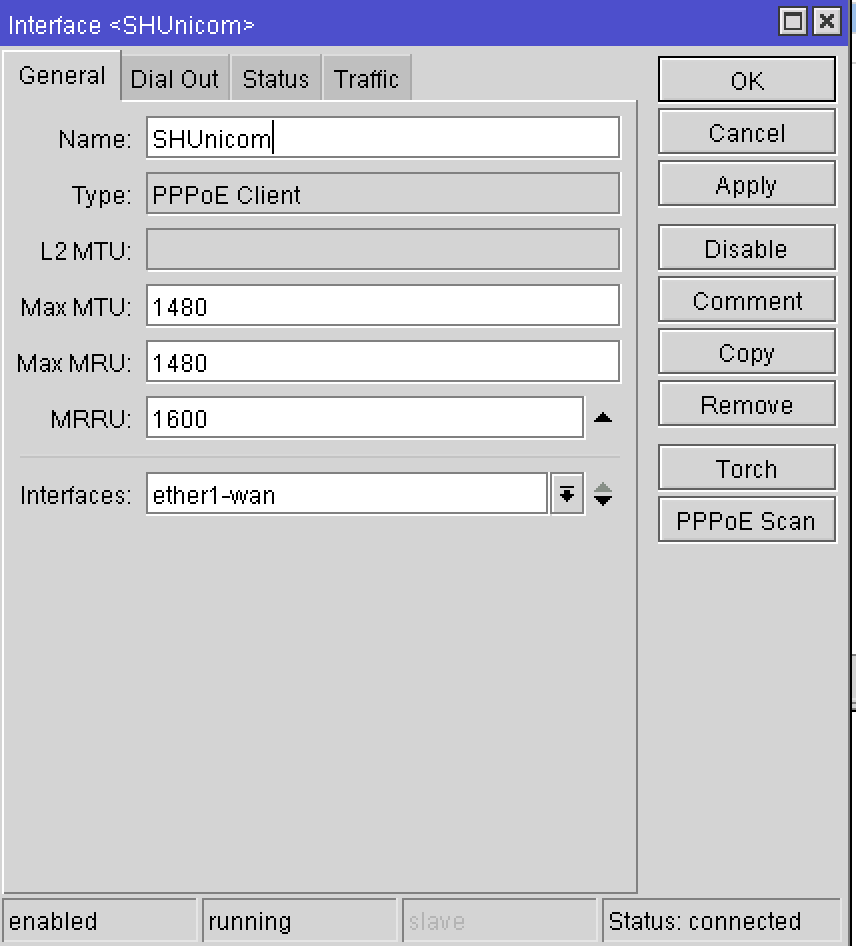 Interface <SHUnicom>
General
Dial Out
Status
Traffic
Name: SHUnicom
Type: PPPoE Client
L2 MTU:
Max MTU: 1480
Max MRU: 1480
MRRU: 1600
Interfaces: ether1-wan
OK
Cancel
Apply
Disable
Comment
Copy
Remove
Torch
PPPoE Scan
enabled
running
slave
Status: connected